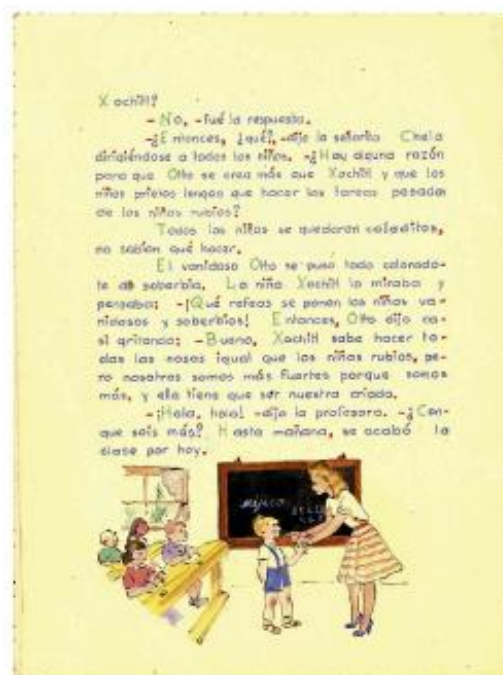 Xochitl?
- No, -fué la respuesta.
-¿Entonces, ¿qué?, -dijo la señorita Chela
dirigiéndose a todos los niños. -¿Hay alguna razón
para que Otto se crea más que Xochitl y que los
niños prietos tengan que hacer las tareas pesadas
de los niños rubios?
Todos los niños se quedaron calladitos,
no sabían qué hacer.
El vanidoso Otto se puso todo colorado-
te de soberbia. La niña Xochitl lo miraba y
pensaba: -¡Qué refeos se ponen los niños va-
nidosos y soberbios! Entonces, Otto dijo ca-
si gritando: - Bueno, Xochitl sabe hacer to-
das las cosas igual que los niños rubios, pe-
ro nosotros somos más fuertes porque somos
más, y ella tiene que ser nuestra criada.
-¡Hola, hola! -dijo la profesora. -¿Con-
que sois más? Hasta mañana, se acabó la
clase por hoy.